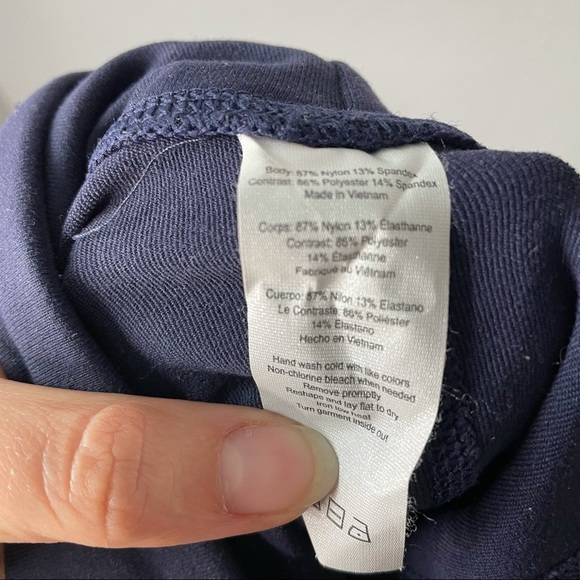 Body: 87% Nylon 13% Spandex
Contrast: 86% Polyester 14% Spandex
Made in Vietnam
Corps: 87% Nylon 13% Élasthanne
Contrast: 86% Polyester
14% Élasthanne
Fabriqué au Viêtnam
Cuerpo: 87% Nilon 13% Elastano
Le Contraste: 86% Poliéster
14% Elastano
Hecho en Vietnam
Hand wash cold with like colors
Non-chlorine bleach when needed
Remove promptly
Reshape and lay flat to dry
Iron low heat
Turn garment inside out